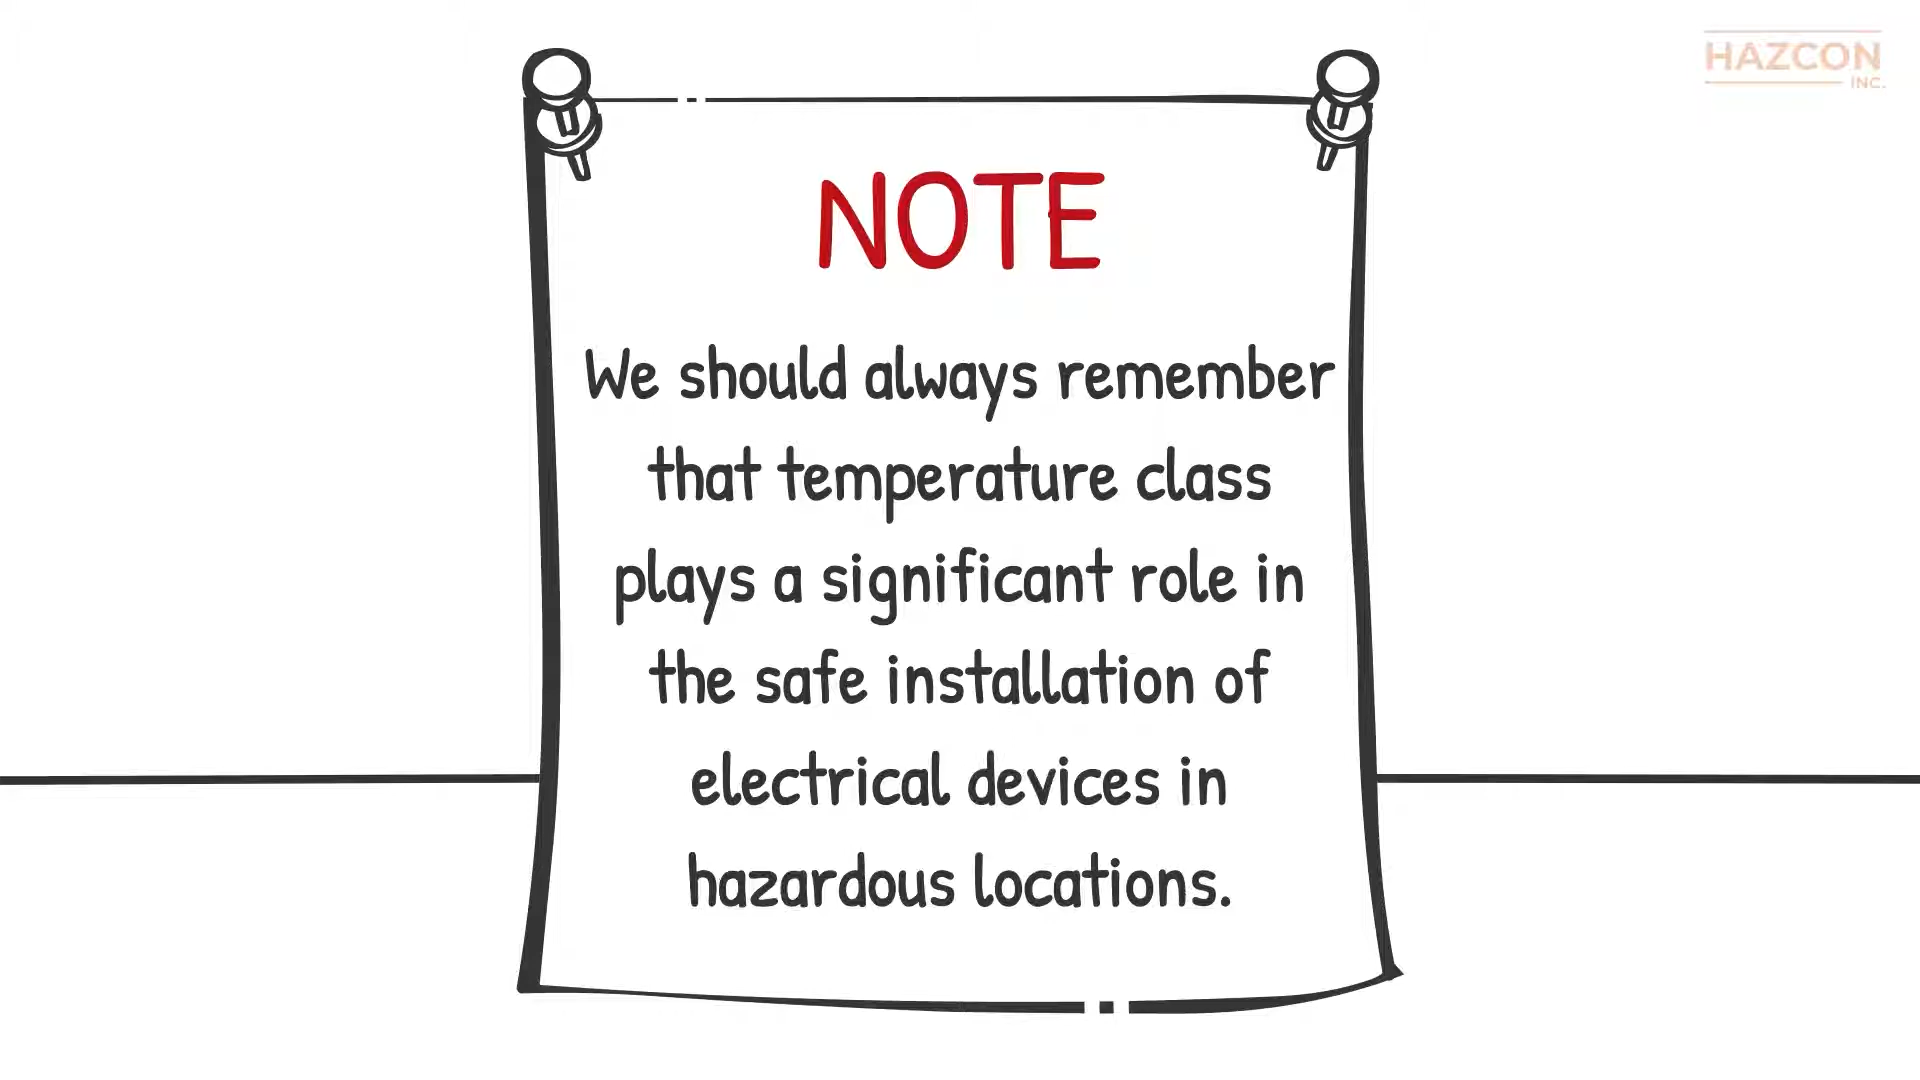 HAZCON
INC.
NOTE
We should always remember
that temperature class
plays a significant role in
the safe installation of
electrical devices in
hazardous locations.